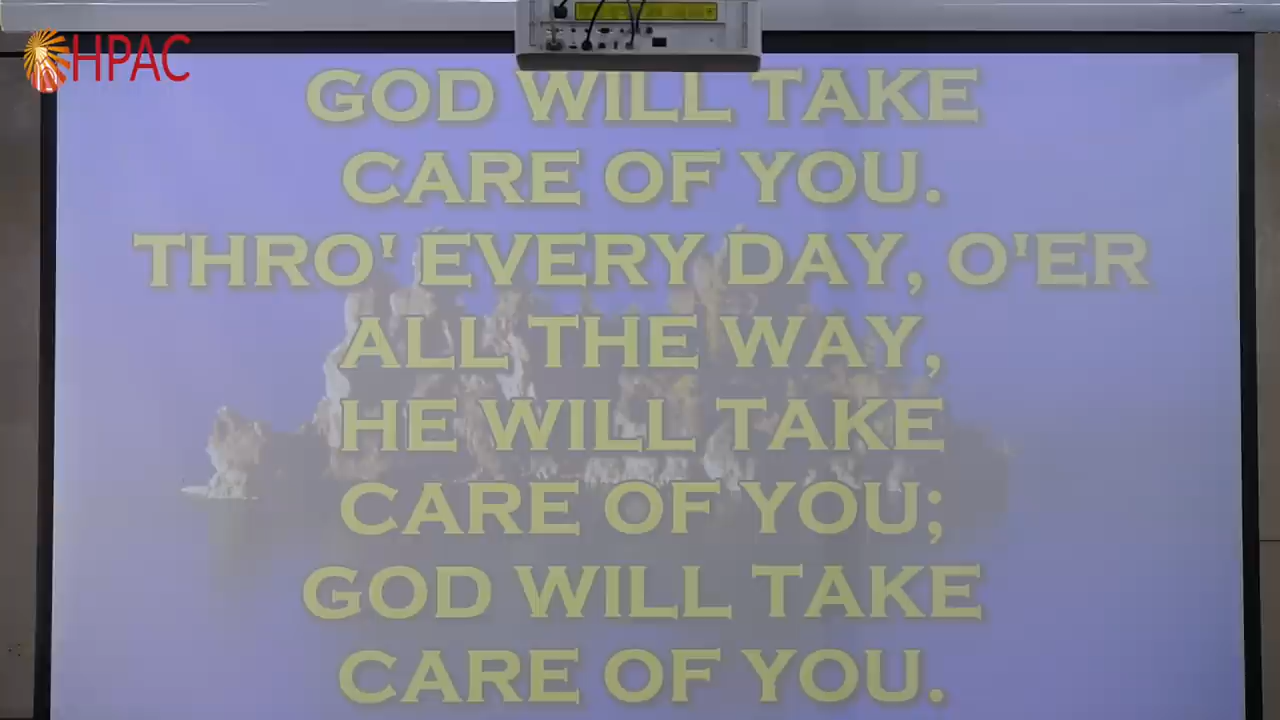 HPAC
GOD WILL TAKE
CARE OF YOU.
THRO' EVERY DAY, O'ER
ALL THE WAY,
HE WILL TAKE
CARE OF YOU;
GOD WILL TAKE
CARE OF YOU.